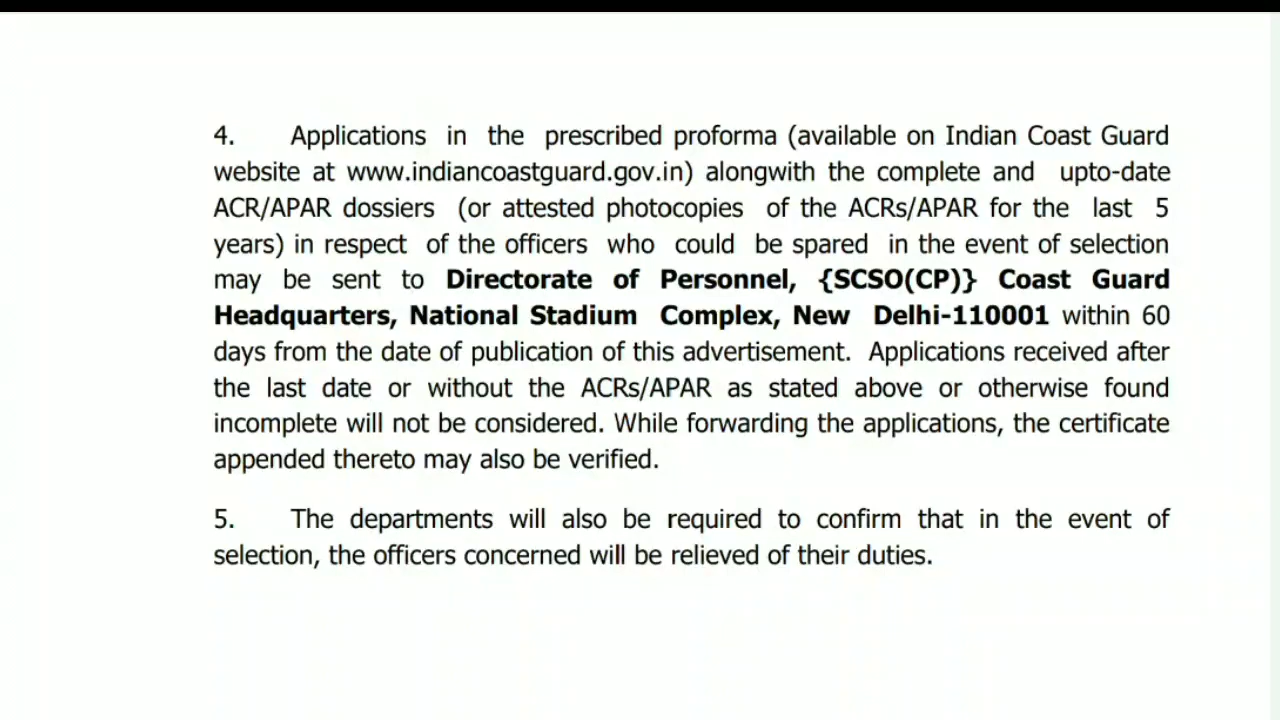 4. Applications in the prescribed proforma (available on Indian Coast Guard
website at www.indiancoastguard.gov.in) alongwith the complete and upto-date
ACR/APAR dossiers (or attested photocopies of the ACRs/APAR for the last 5
years) in respect of the officers who could be spared in the event of selection
may be sent to Directorate of Personnel, {SCSO(CP)} Coast Guard
Headquarters, National Stadium Complex, New Delhi-110001 within 60
days from the date of publication of this advertisement. Applications received after
the last date or without the ACRs/APAR as stated above or otherwise found
incomplete will not be considered. While forwarding the applications, the certificate
appended thereto may also be verified.
5. The departments will also be required to confirm that in the event of
selection, the officers concerned will be relieved of their duties.